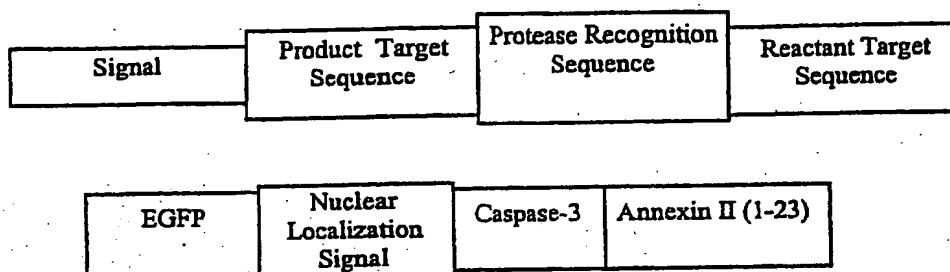 Signal
Product Target
Sequence
Protease Recognition
Sequence
Reactant Target
Sequence
EGFP
Nuclear
Localization
Signal
Caspase-3
Annexin II (1-23)